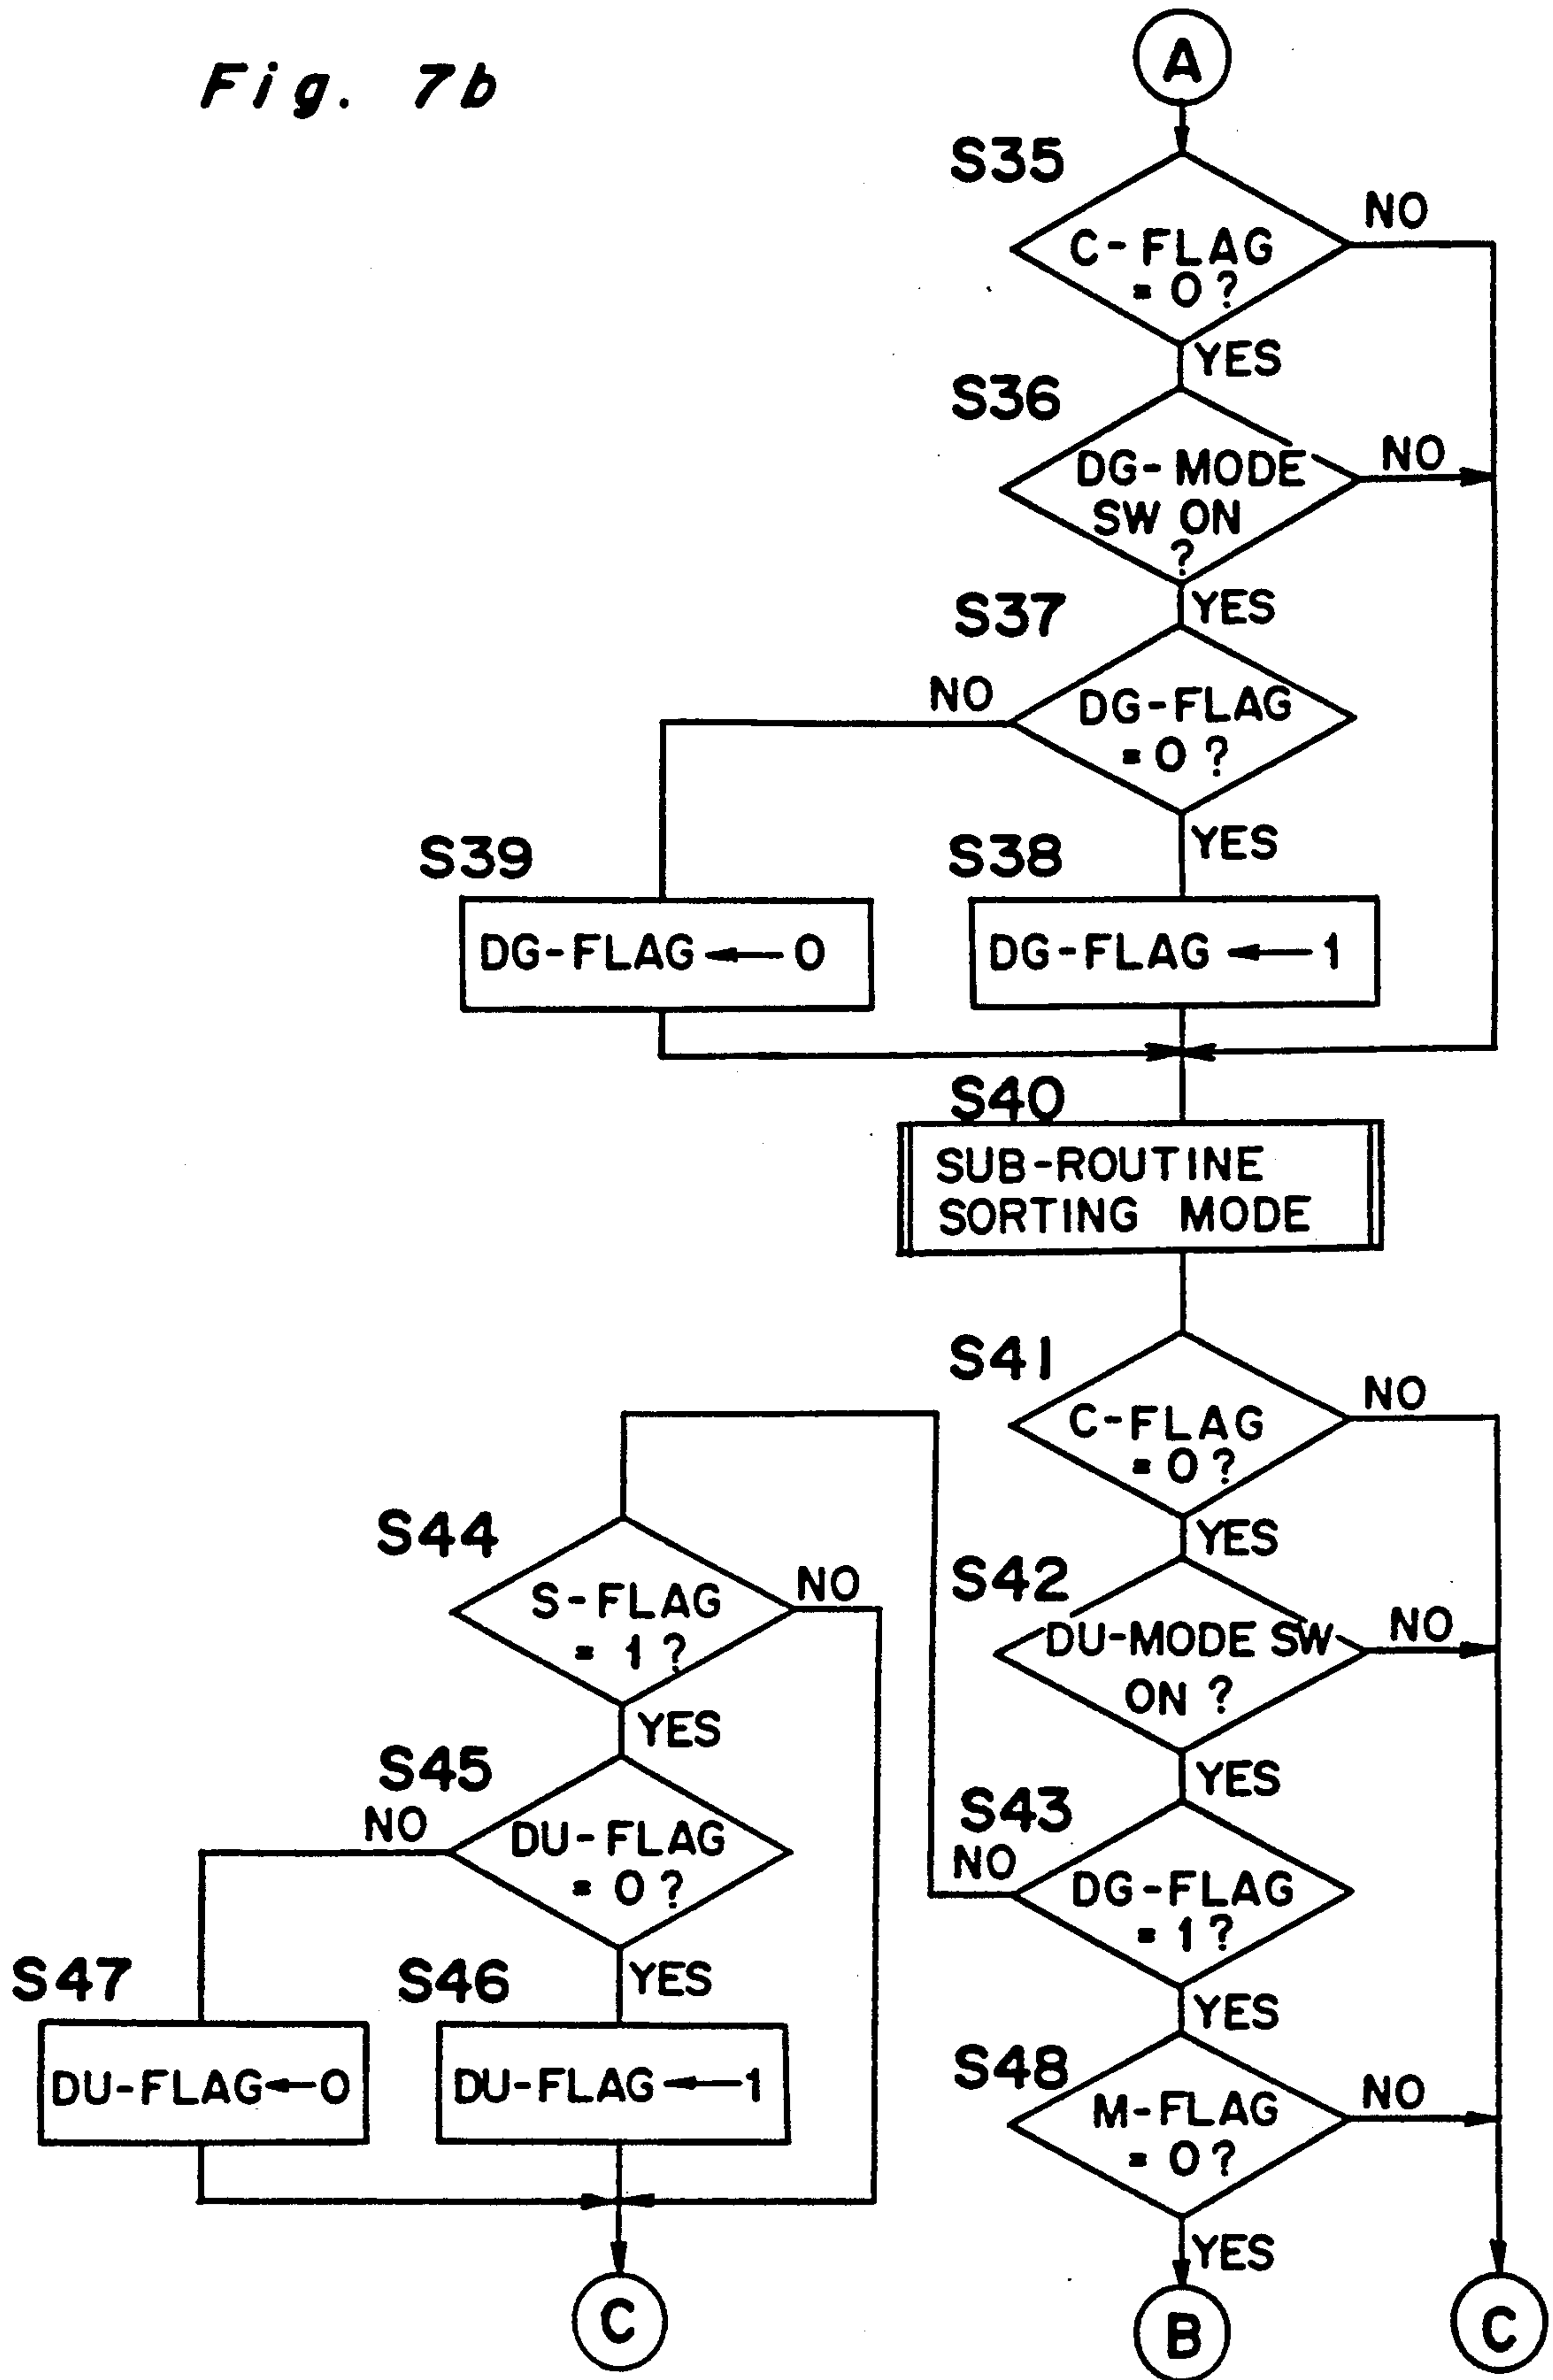 Fig. 7b
A
S35
C-FLAG
= 0 ?
NO
YES
S36
DG-MODE
SW ON
?
NO
YES
S37
NO
DG-FLAG
= 0 ?
YES
S39
DG-FLAG ← 0
S38
DG-FLAG ← 1
S40
SUB-ROUTINE
SORTING MODE
S41
C-FLAG
= 0 ?
NO
YES
S42
DU-MODE SW
ON ?
NO
YES
S43
NO
DG-FLAG
= 1 ?
YES
S44
S-FLAG
= 1 ?
NO
YES
S45
NO
DU-FLAG
= 0 ?
YES
S47
DU-FLAG ← 0
S46
DU-FLAG ← 1
S48
M-FLAG
= 0 ?
NO
YES
C
B
C